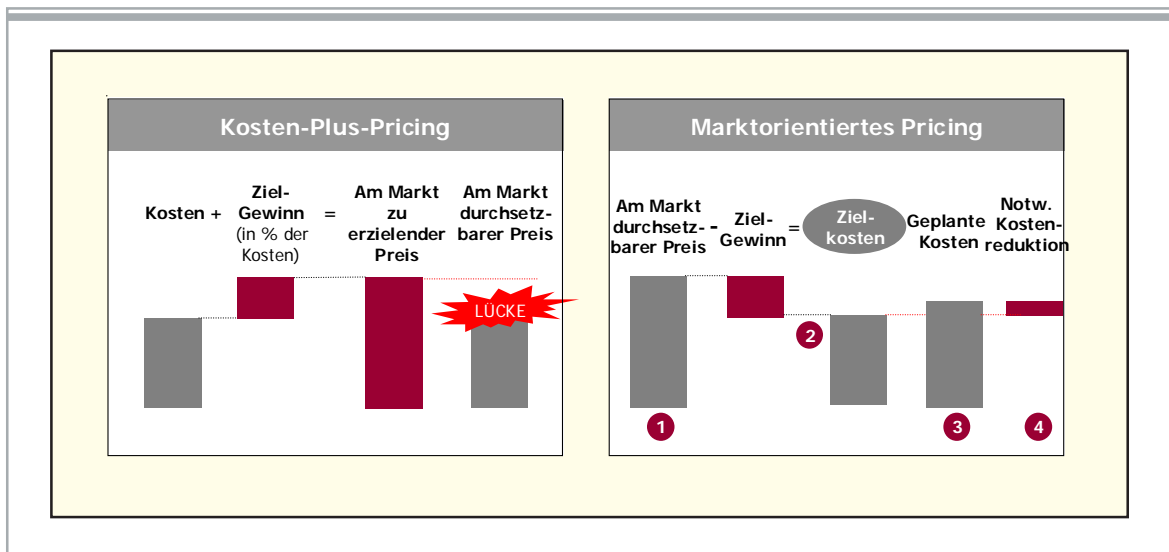 Kosten-Plus-Pricing
Kosten +
Ziel-
Gewinn
(in % der
Kosten)
=
Am Markt
zu
erzielender
Preis
Am Markt
durchsetz-
barer Preis
LÜCKE
Marktorientiertes Pricing
Am Markt
durchsetz-
barer Preis
-
Ziel-
Gewinn
=
Ziel-
kosten
Geplante
Kosten
Notw.
Kosten-
reduktion
2
1
3
4